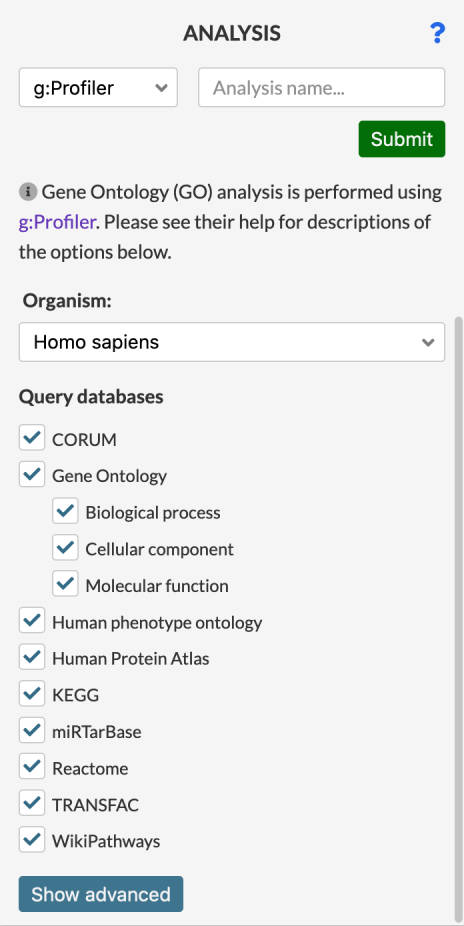 ANALYSIS ?
g:Profiler Analysis name...
Submit
Gene Ontology (GO) analysis is performed using
g:Profiler. Please see their help for descriptions of
the options below.
Organism:
Homo sapiens
Query databases
CORUM
Gene Ontology
Biological process
Cellular component
Molecular function
Human phenotype ontology
Human Protein Atlas
KEGG
miRTarBase
Reactome
TRANSFAC
WikiPathways
Show advanced